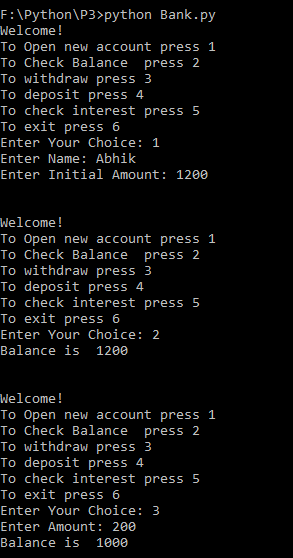 F:\Python\P3>python Bank.py
Welcome!
To Open new account press 1
To Check Balance  press 2
To withdraw press 3
To deposit press 4
To check interest press 5
To exit press 6
Enter Your Choice: 1
Enter Name: Abhik
Enter Initial Amount: 1200
Welcome!
To Open new account press 1
To Check Balance  press 2
To withdraw press 3
To deposit press 4
To check interest press 5
To exit press 6
Enter Your Choice: 2
Balance is  1200
Welcome!
To Open new account press 1
To Check Balance  press 2
To withdraw press 3
To deposit press 4
To check interest press 5
To exit press 6
Enter Your Choice: 3
Enter Amount: 200
Balance is  1000